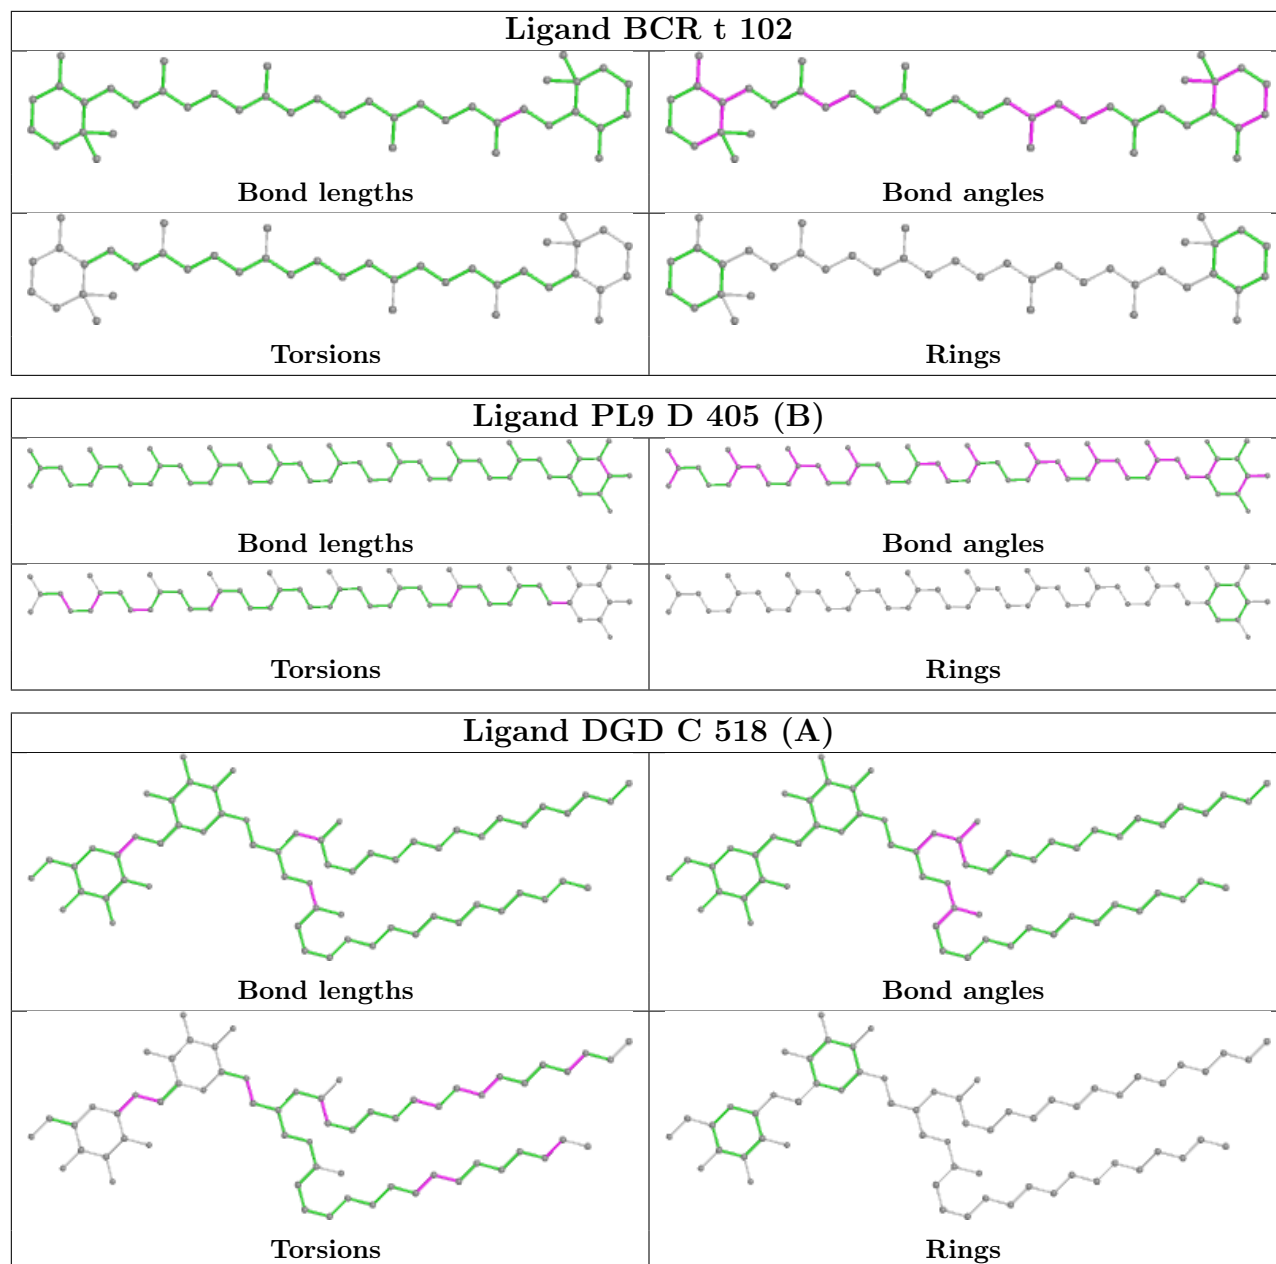 Ligand BCR t 102
Bond lengths
Bond angles
Torsions
Rings
Ligand PL9 D 405 (B)
Bond lengths
Bond angles
Torsions
Rings
Ligand DGD C 518 (A)
Bond lengths
Bond angles
Torsions
Rings